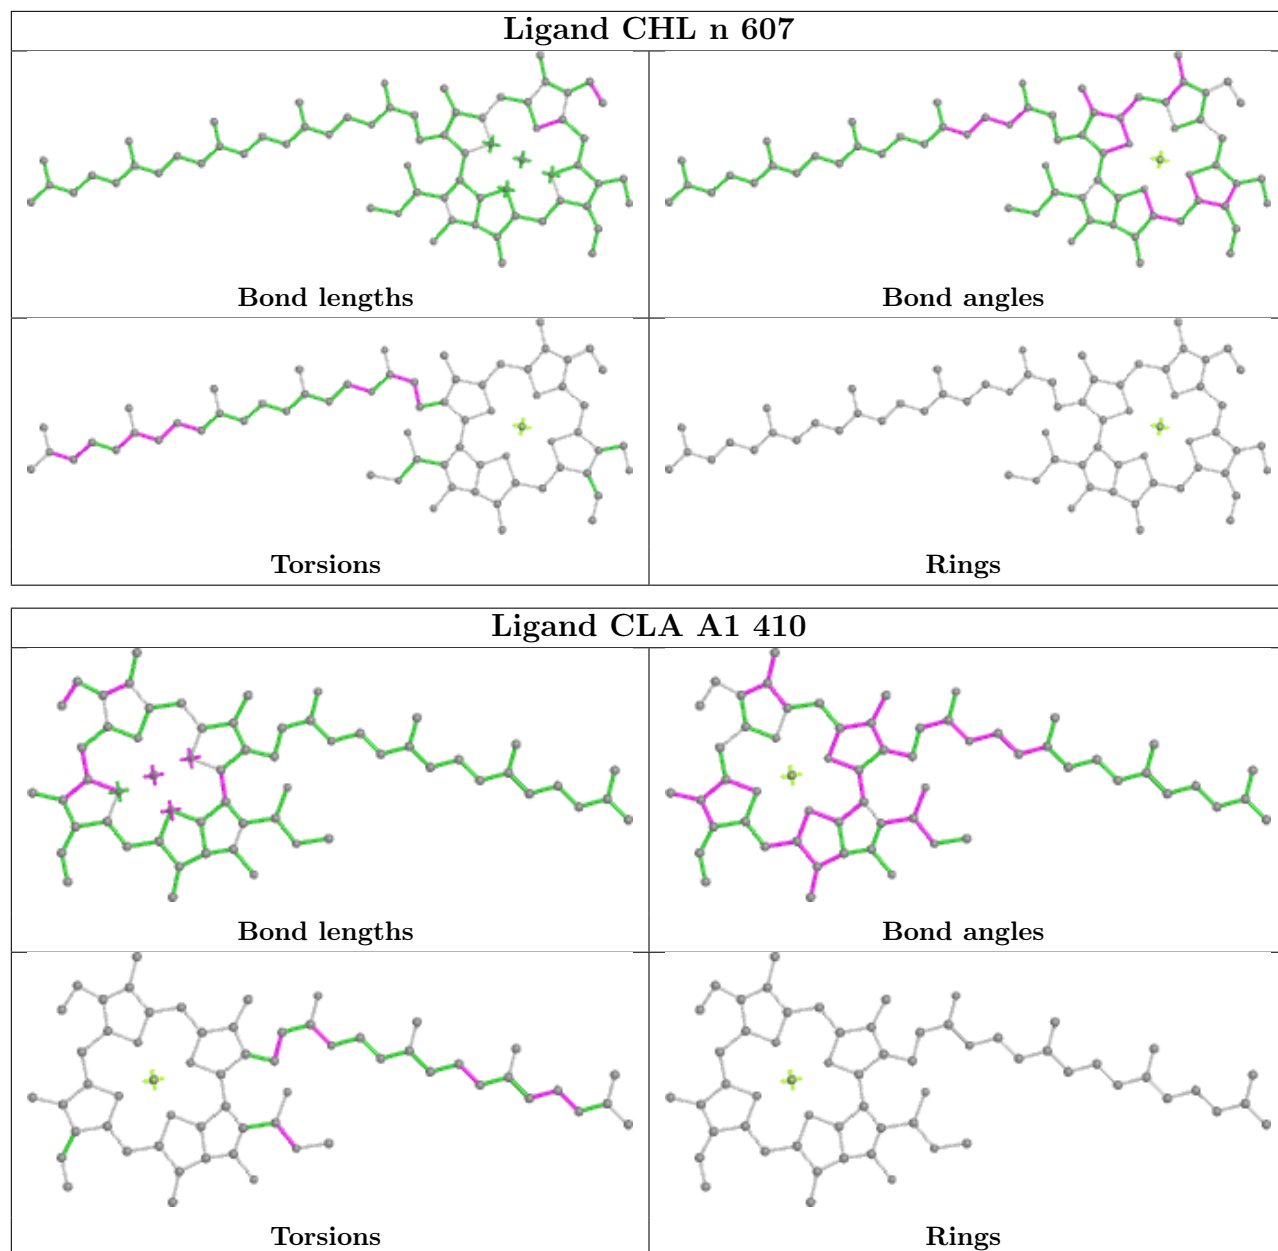 Ligand CHL n 607
Bond lengths
Bond angles
Torsions
Rings
Ligand CLA A1 410
Bond lengths
Bond angles
Torsions
Rings